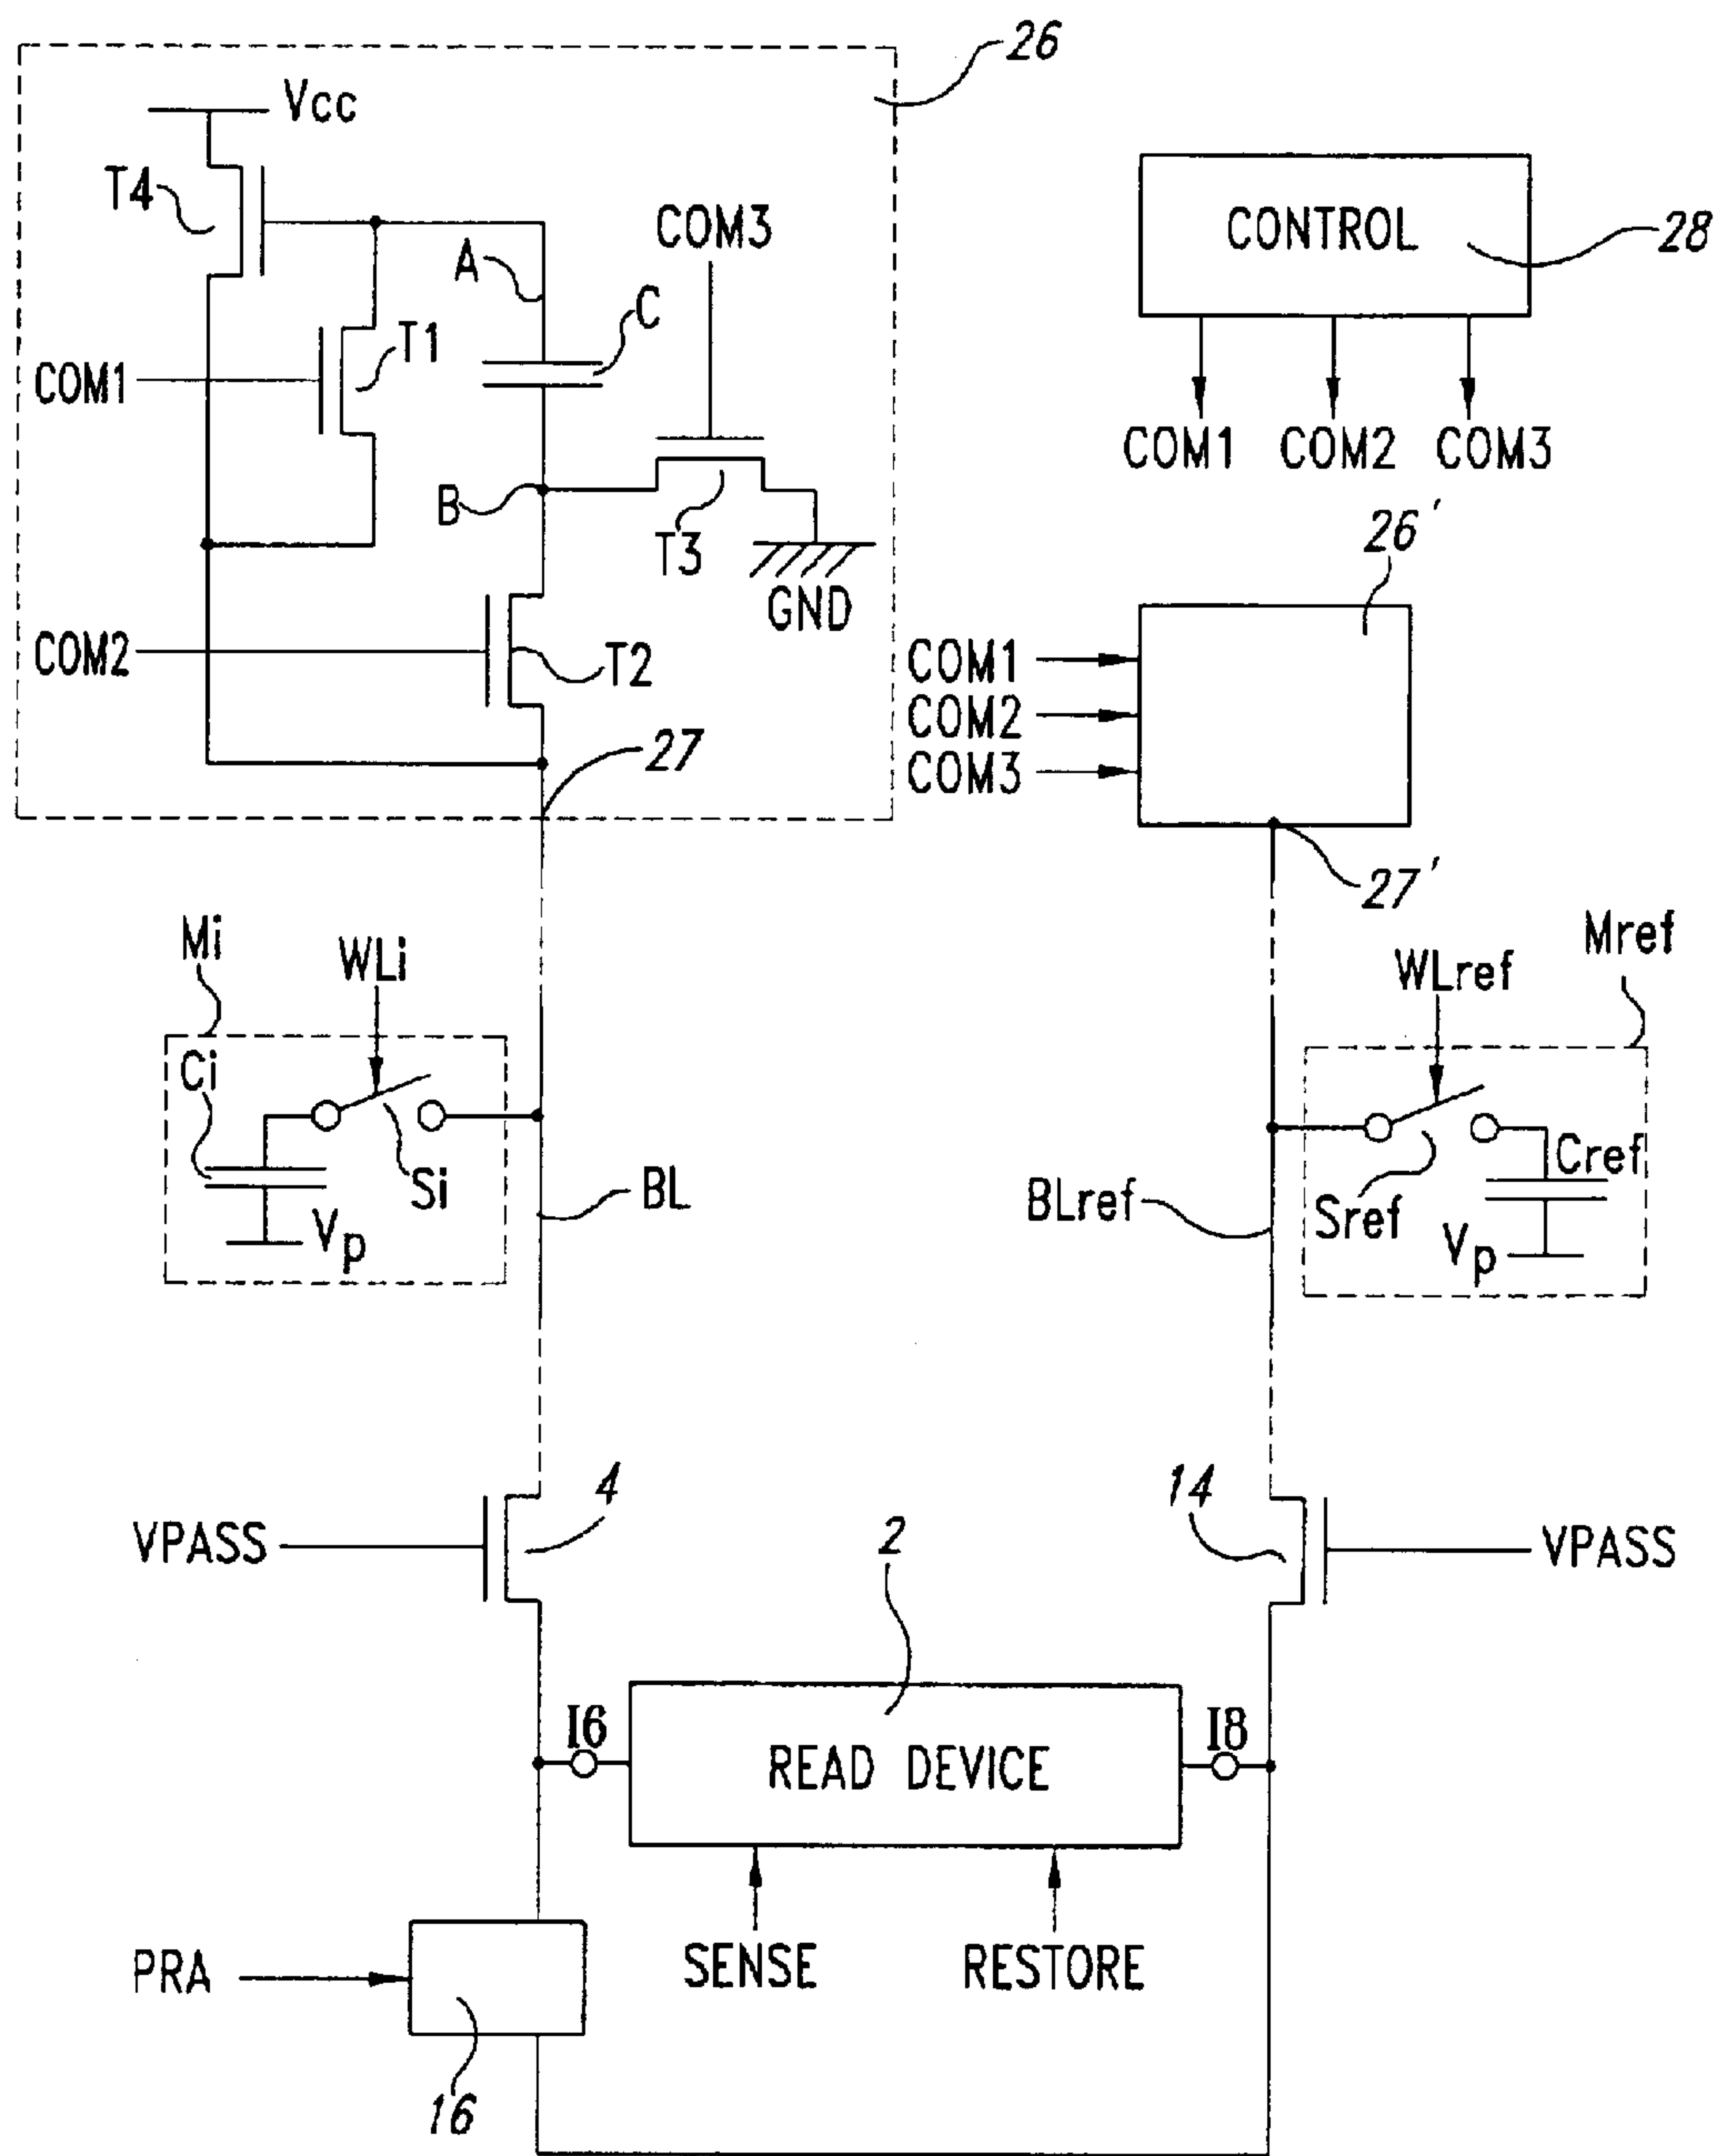 26
Vcc
T4
COM3
CONTROL
28
A
C
T1
COM1
COM1 COM2 COM3
B
T3
26'
GND
COM2
T2
COM1
COM2
COM3
27
27'
Mi
WLi
Mref
WLref
Ci
Si
Cref
BL
BLref
Sref
Vp
Vp
4
14
VPASS
2
VPASS
I6
I8
READ DEVICE
PRA
SENSE
RESTORE
16